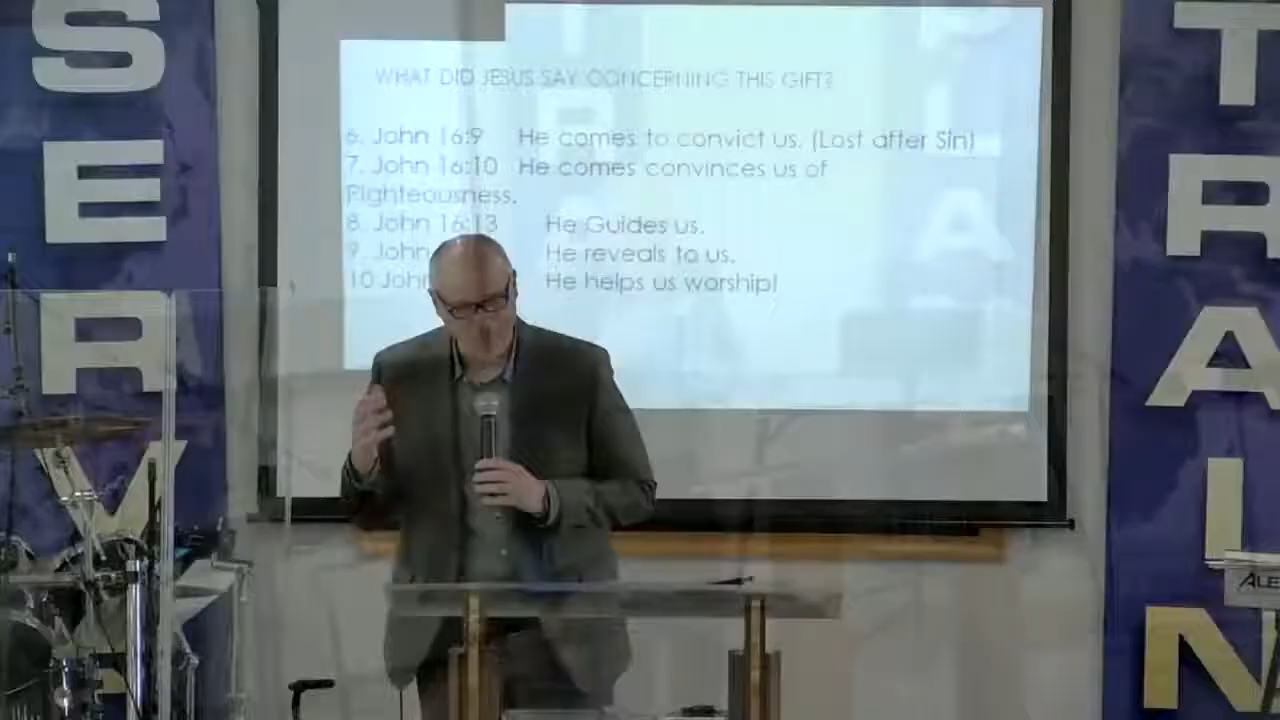 SERV
WHAT DID JESUS SAY CONCERNING THIS GIFT?
6. John 16:9 He comes to convict us. (Lost after Sin)
7. John 16:10 He comes convinces us of
Righteousness.
8. John 16:13 He Guides us.
9. John He reveals to us.
10 John He helps us worship!
TRAIN